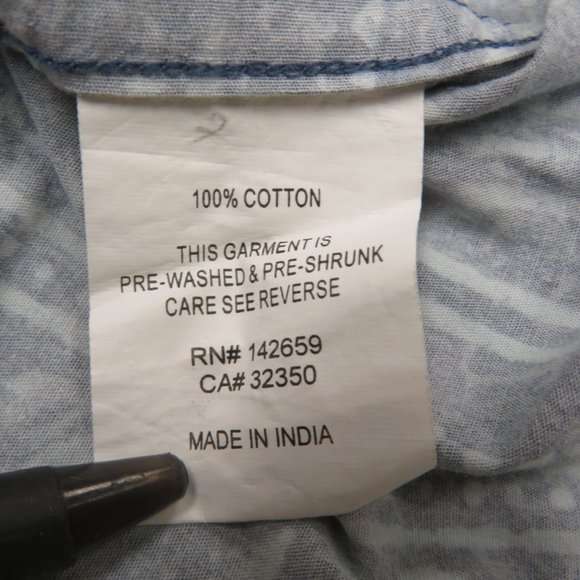 100% COTTON
THIS GARMENT IS
PRE-WASHED & PRE-SHRUNK
CARE SEE REVERSE
RN# 142659
CA# 32350
MADE IN INDIA